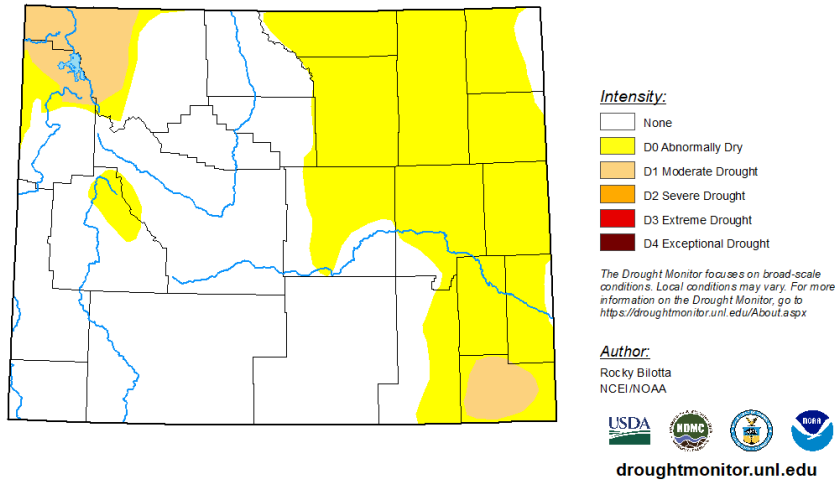 Intensity:
None
D0 Abnormally Dry
D1 Moderate Drought
D2 Severe Drought
D3 Extreme Drought
D4 Exceptional Drought
The Drought Monitor focuses on broad-scale
conditions. Local conditions may vary. For more
information on the Drought Monitor, go to
https://droughtmonitor.unl.edu/About.aspx
Author:
Rocky Bilotta
NCEI/NOAA
USDA
NDMC
NOAA
droughtmonitor.unl.edu